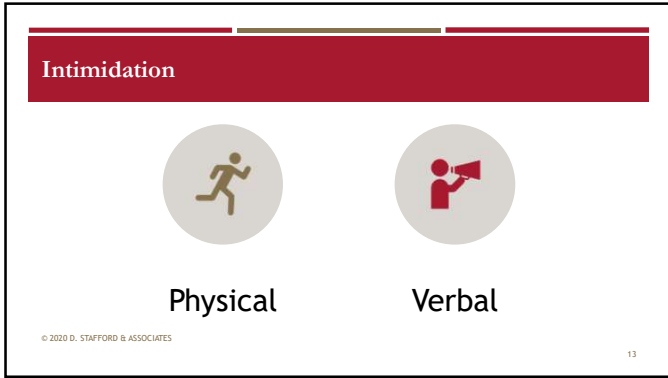 Intimidation
Physical
Verbal
© 2020 D. STAFFORD & ASSOCIATES
13